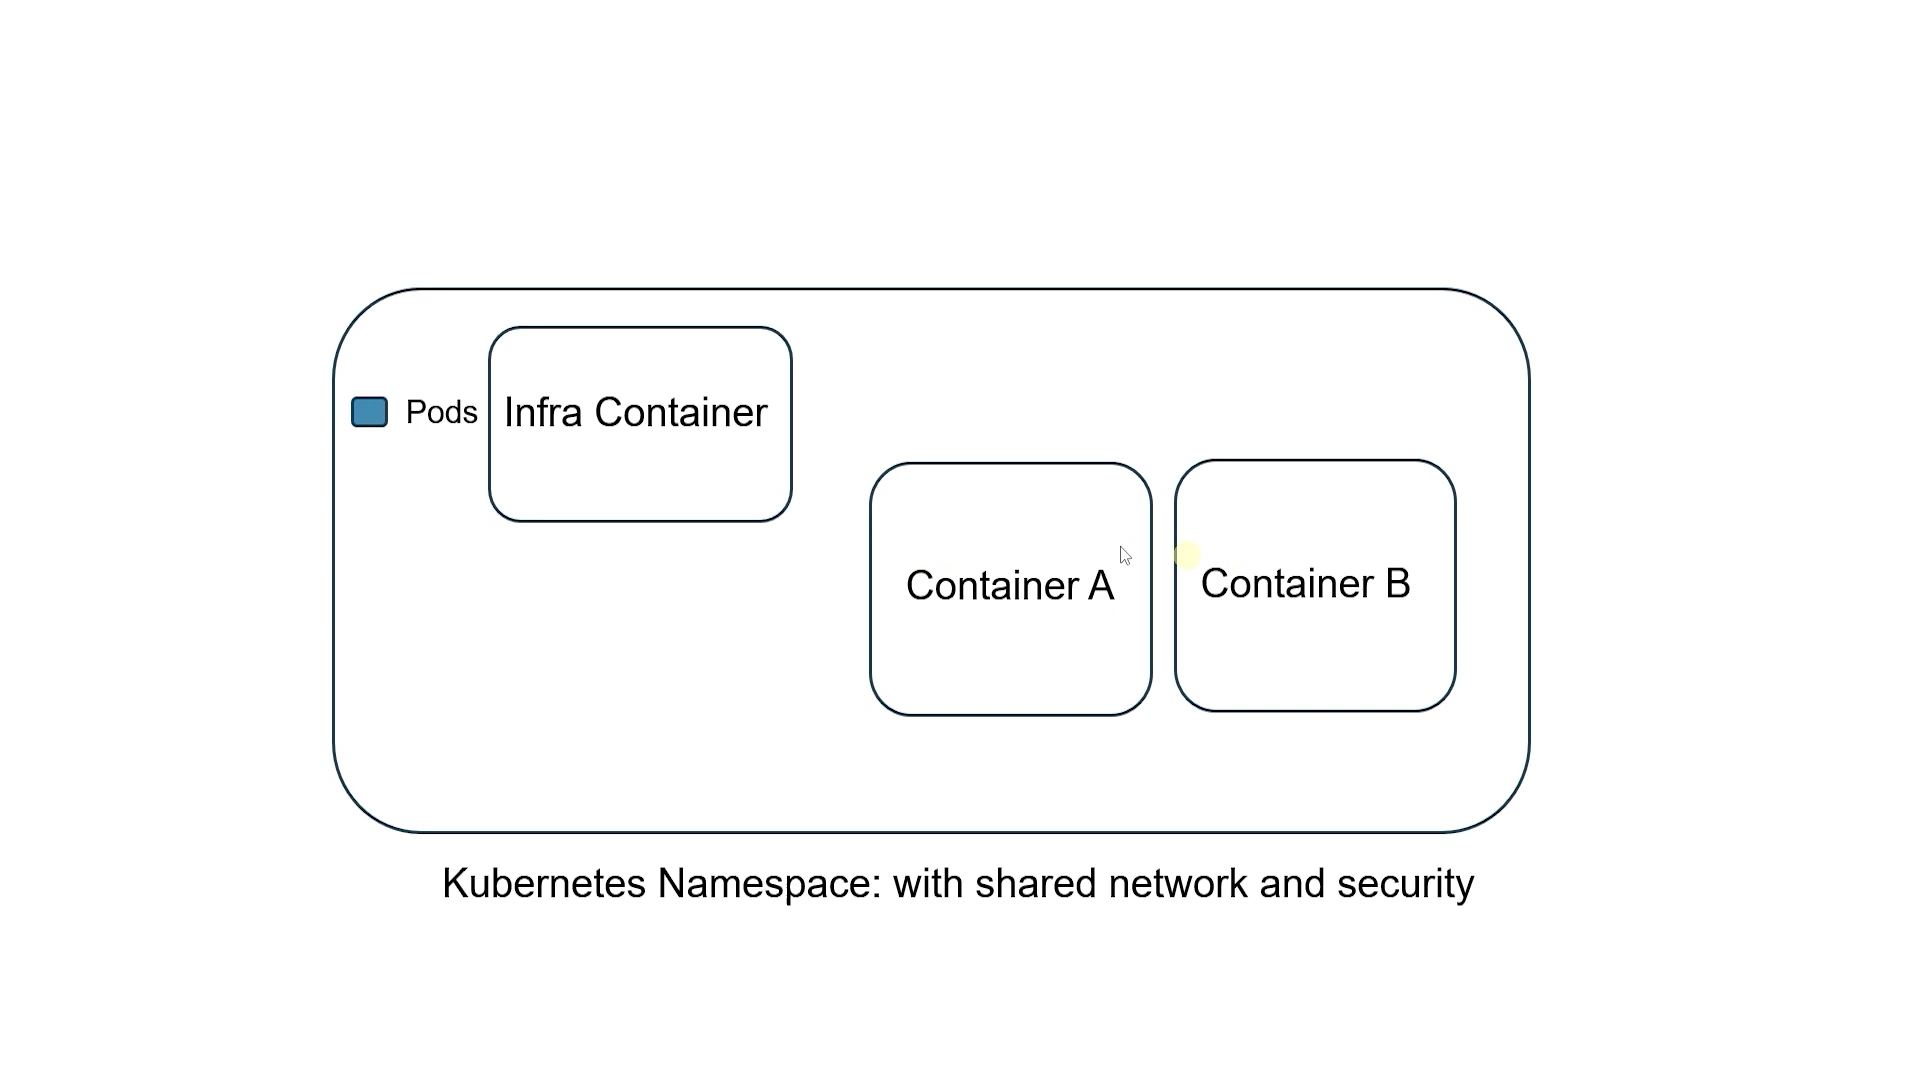 Pods
Infra Container
Container A
Container B
Kubernetes Namespace: with shared network and security